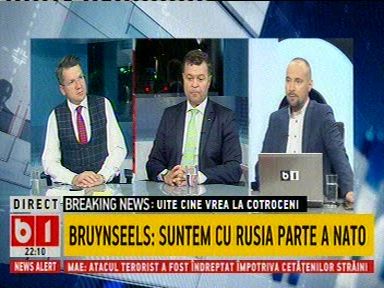 b1
DIRECT BREAKING NEWS: UITE CINE VREA LA COTROCENI
b1 BRUYNSEELS: SUNTEM CU RUSIA PARTE A NATO
22:10
NEWS ALERT MAE: ATACUL TERORIST A FOST ÎNDREPTAT ÎMPOTRIVA CETĂȚENILOR STRĂINI